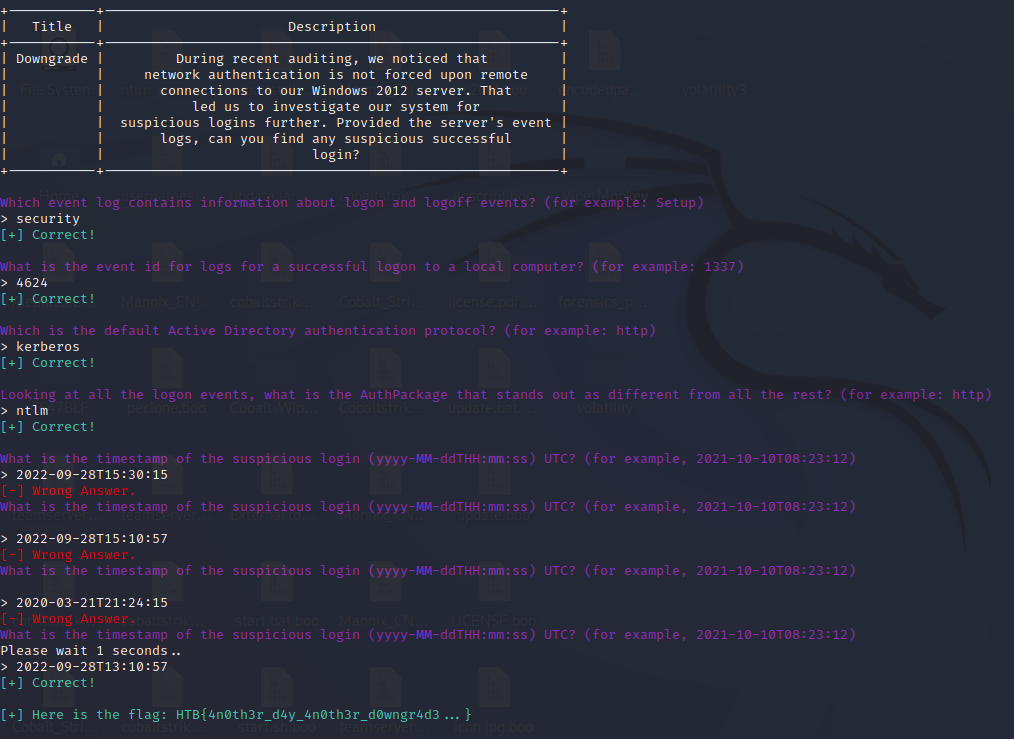 Title | Description
Downgrade | During recent auditing, we noticed that
network authentication is not forced upon remote
connections to our Windows 2012 server. That
led us to investigate our system for
suspicious logins further. Provided the server's event
logs, can you find any suspicious successful
login?
Which event log contains information about logon and logoff events? (for example: Setup)
> security
[+] Correct!
What is the event id for logs for a successful logon to a local computer? (for example: 1337)
> 4624
[+] Correct!
Which is the default Active Directory authentication protocol? (for example: http)
> kerberos
[+] Correct!
Looking at all the logon events, what is the AuthPackage that stands out as different from all the rest? (for example: http)
> ntlm
[+] Correct!
What is the timestamp of the suspicious login (yyyy-MM-ddTHH:mm:ss) UTC? (for example, 2021-10-10T08:23:12)
> 2022-09-28T15:30:15
[-] Wrong Answer.
What is the timestamp of the suspicious login (yyyy-MM-ddTHH:mm:ss) UTC? (for example, 2021-10-10T08:23:12)
> 2022-09-28T15:10:57
[-] Wrong Answer.
What is the timestamp of the suspicious login (yyyy-MM-ddTHH:mm:ss) UTC? (for example, 2021-10-10T08:23:12)
> 2020-03-21T21:24:15
[-] Wrong Answer.
What is the timestamp of the suspicious login (yyyy-MM-ddTHH:mm:ss) UTC? (for example, 2021-10-10T08:23:12)
Please wait 1 seconds..
> 2022-09-28T13:10:57
[+] Correct!
[+] Here is the flag: HTB{4n0th3r_d4y_4n0th3r_d0wngr4d3...}